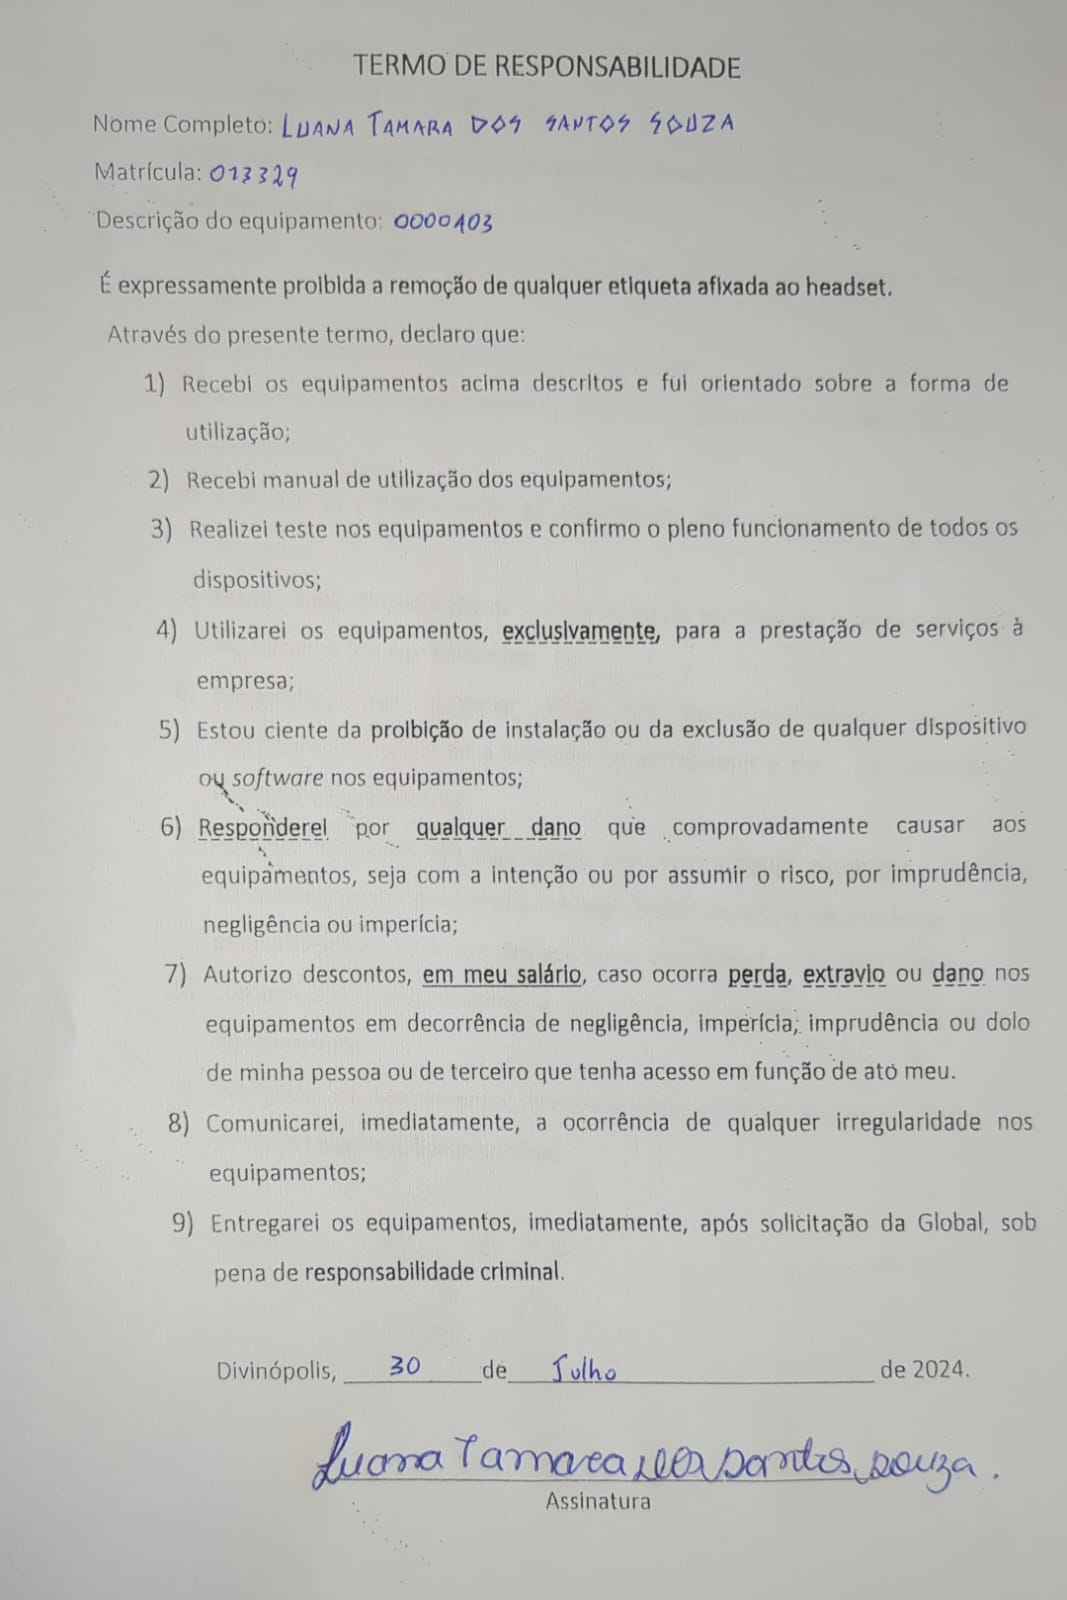 TERMO DE RESPONSABILIDADE
Nome Completo: LUANA TAMARA DOS SANTOS SOUZA
Matrícula: 013329
Descrição do equipamento: 0000403
É expressamente proibida a remoção de qualquer etiqueta afixada ao headset.
Através do presente termo, declaro que:
1) Recebi os equipamentos acima descritos e fui orientado sobre a forma de
utilização;
2) Recebi manual de utilização dos equipamentos;
3) Realizei teste nos equipamentos e confirmo o pleno funcionamento de todos os
dispositivos;
4) Utilizarei os equipamentos, exclusivamente, para a prestação de serviços à
empresa;
5) Estou ciente da proibição de instalação ou da exclusão de qualquer dispositivo
ou software nos equipamentos;
6) Responderei por qualquer dano que comprovadamente causar aos
equipamentos, seja com a intenção ou por assumir o risco, por imprudência,
negligência ou imperícia;
7) Autorizo descontos, em meu salário, caso ocorra perda, extravio ou dano nos
equipamentos em decorrência de negligência, imperícia, imprudência ou dolo
de minha pessoa ou de terceiro que tenha acesso em função de ato meu.
8) Comunicarei, imediatamente, a ocorrência de qualquer irregularidade nos
equipamentos;
9) Entregarei os equipamentos, imediatamente, após solicitação da Global, sob
pena de responsabilidade criminal.
Divinópolis, 30 de Julho de 2024.
Luana Tamara dos Santos Souza.
Assinatura